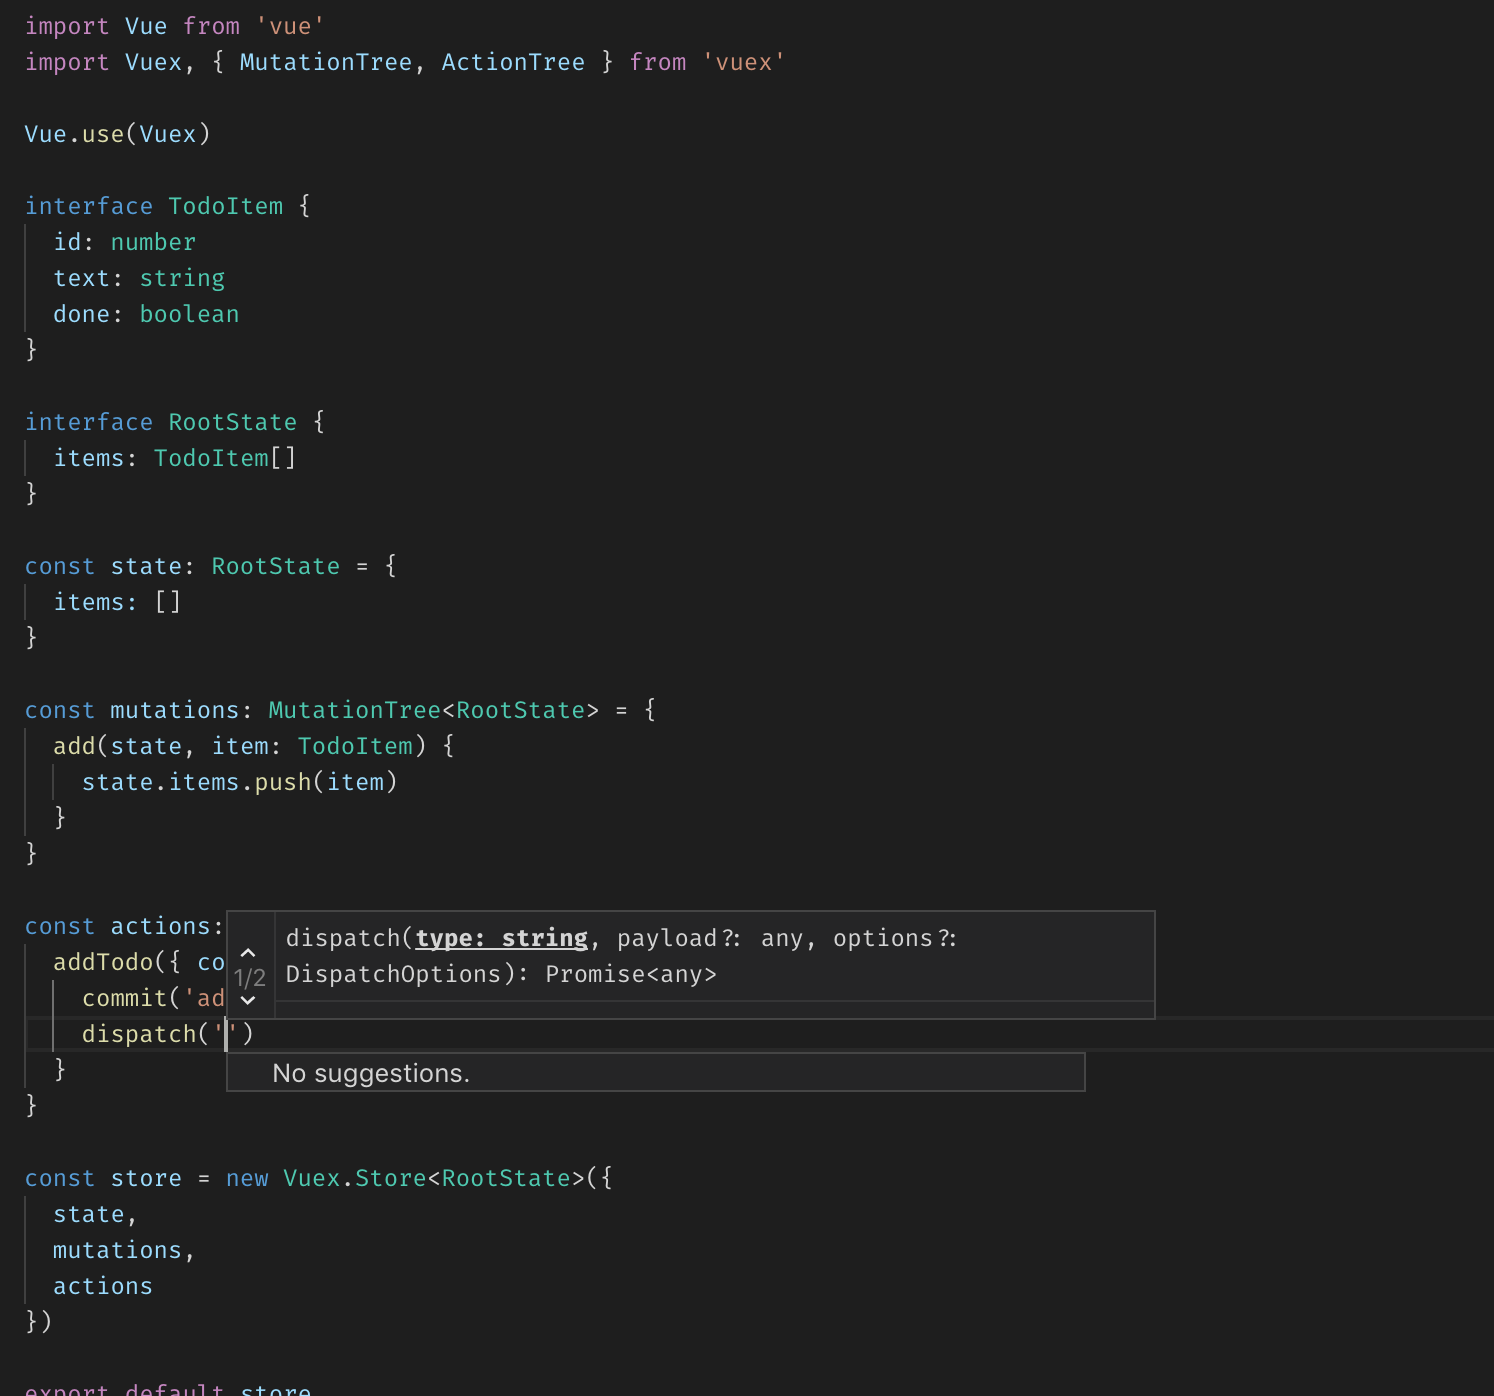 import Vue from 'vue'
import Vuex, { MutationTree, ActionTree } from 'vuex'
Vue.use(Vuex)
interface TodoItem {
id: number
text: string
done: boolean
}
interface RootState {
items: TodoItem[]
}
const state: RootState = {
items: []
}
const mutations: MutationTree<RootState> = {
add(state, item: TodoItem) {
state.items.push(item)
}
}
const actions:
dispatch(type: string, payload?: any, options?:
addTodo({ co
1/2
DispatchOptions): Promise<any>
commit('ad
dispatch('')
No suggestions.
}
}
const store = new Vuex.Store<RootState>({
state,
mutations,
actions
})
export default store